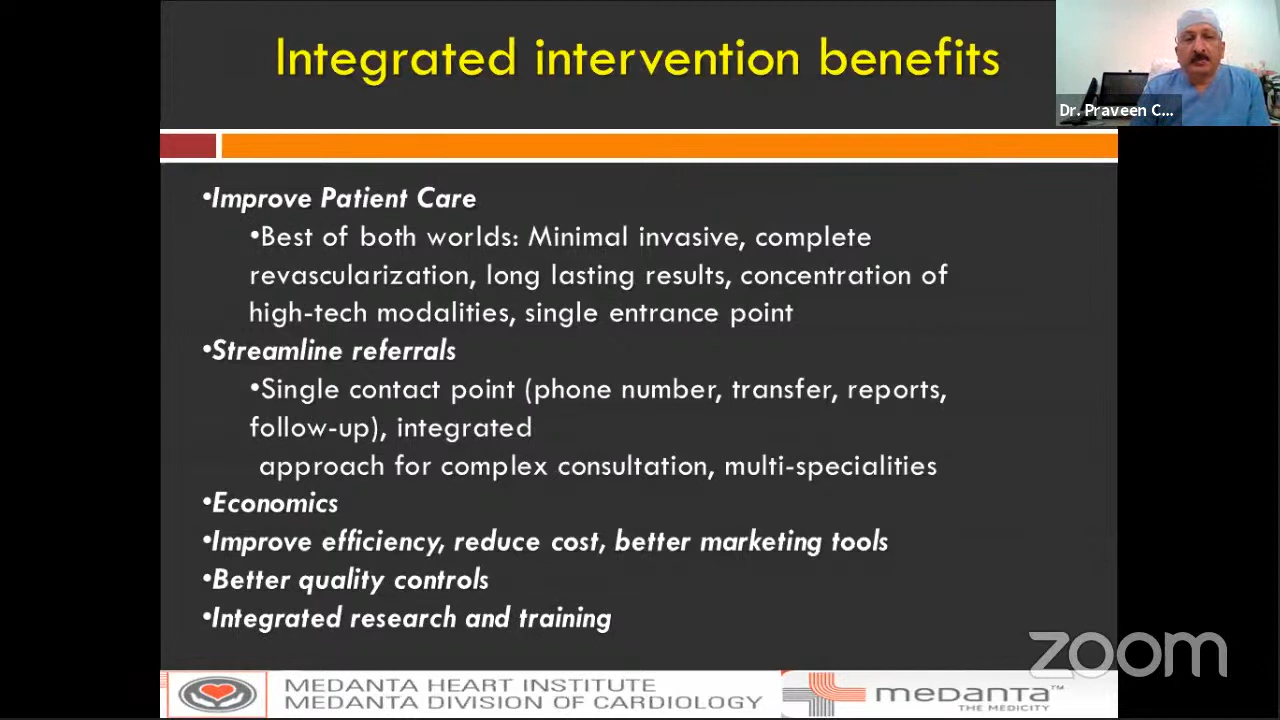 Integrated intervention benefits
Dr. Praveen C...
•Improve Patient Care
•Best of both worlds: Minimal invasive, complete
revascularization, long lasting results, concentration of
high-tech modalities, single entrance point
•Streamline referrals
•Single contact point (phone number, transfer, reports,
follow-up), integrated
approach for complex consultation, multi-specialities
•Economics
•Improve efficiency, reduce cost, better marketing tools
•Better quality controls
•Integrated research and training
zoom
MEDANTA HEART INSTITUTE
MEDANTA DIVISION OF CARDIOLOGY
medanta™
THE MEDICITY